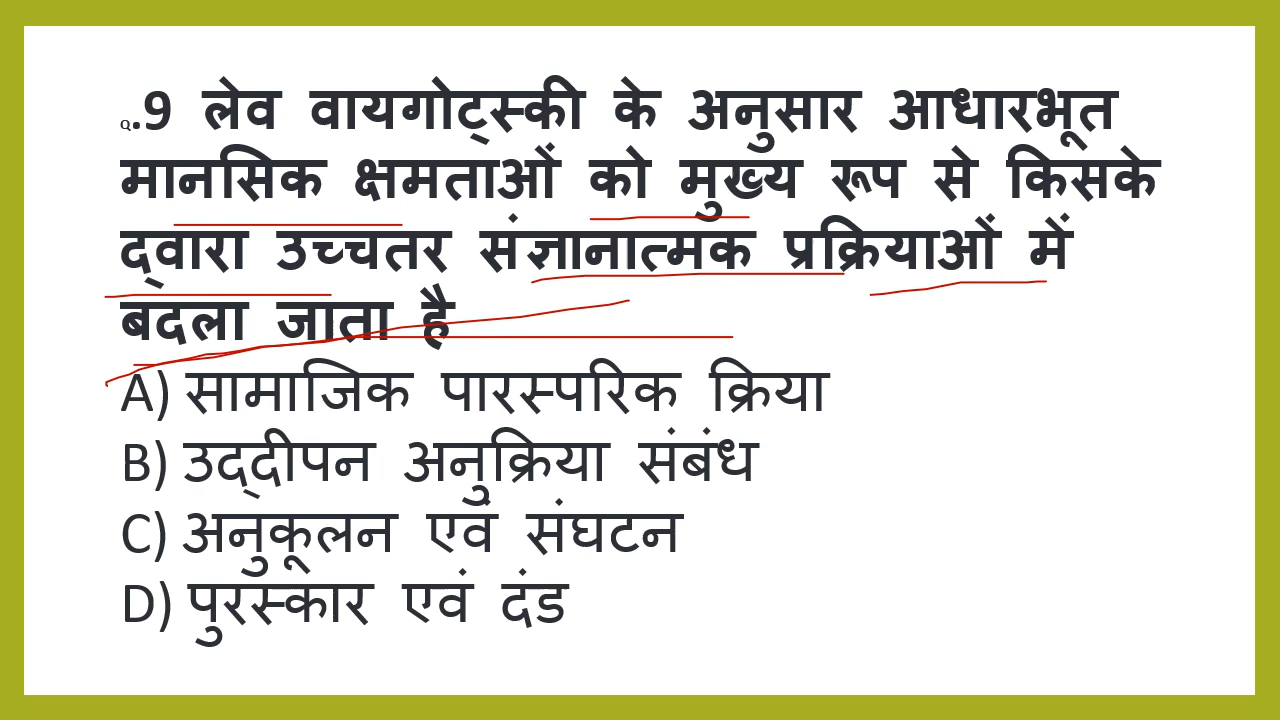 Q.9 लेव वायगोट्स्की के अनुसार आधारभूत
मानसिक क्षमताओं को मुख्य रूप से किसके
द्वारा उच्चतर संज्ञानात्मक प्रक्रियाओं में
बदला जाता है
A) सामाजिक पारस्परिक क्रिया
B) उद्दीपन अनुक्रिया संबंध
C) अनुकूलन एवं संघटन
D) पुरस्कार एवं दंड